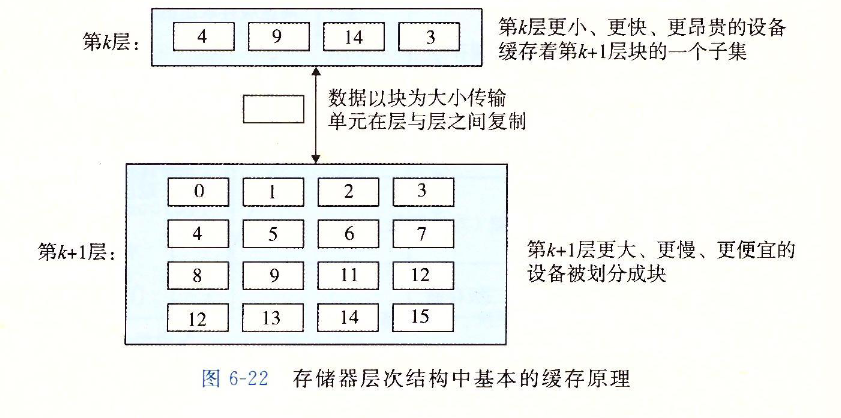 第k层：
4 9 14 3
第k层更小、更快、更昂贵的设备
缓存着第k+1层块的一个子集
数据以块为大小传输
单元在层与层之间复制
第k+1层：
0 1 2 3
4 5 6 7
8 9 11 12
12 13 14 15
第k+1层更大、更慢、更便宜的
设备被划分成块
图 6-22 存储器层次结构中基本的缓存原理